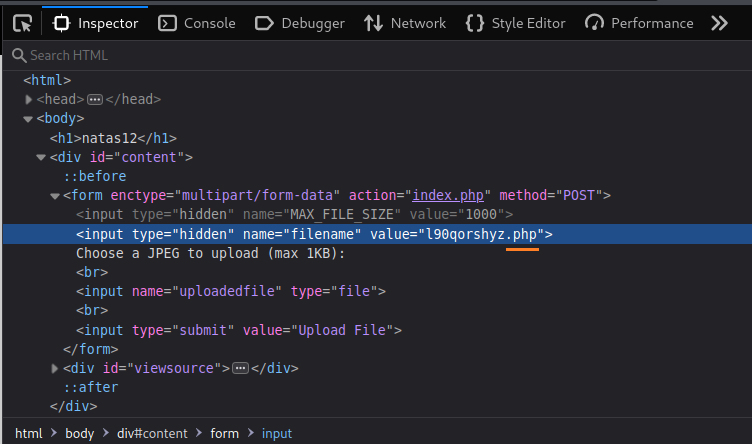 Inspector Console Debugger Network Style Editor Performance
Search HTML
<html>
<head></head>
<body>
<h1>natas12</h1>
<div id="content">
::before
<form enctype="multipart/form-data" action="index.php" method="POST">
<input type="hidden" name="MAX_FILE_SIZE" value="1000">
<input type="hidden" name="filename" value="l90qorshyz.php">
Choose a JPEG to upload (max 1KB):
<br>
<input name="uploadedfile" type="file">
<br>
<input type="submit" value="Upload File">
</form>
<div id="viewsource"></div>
::after
</div>
html > body > div#content > form > input